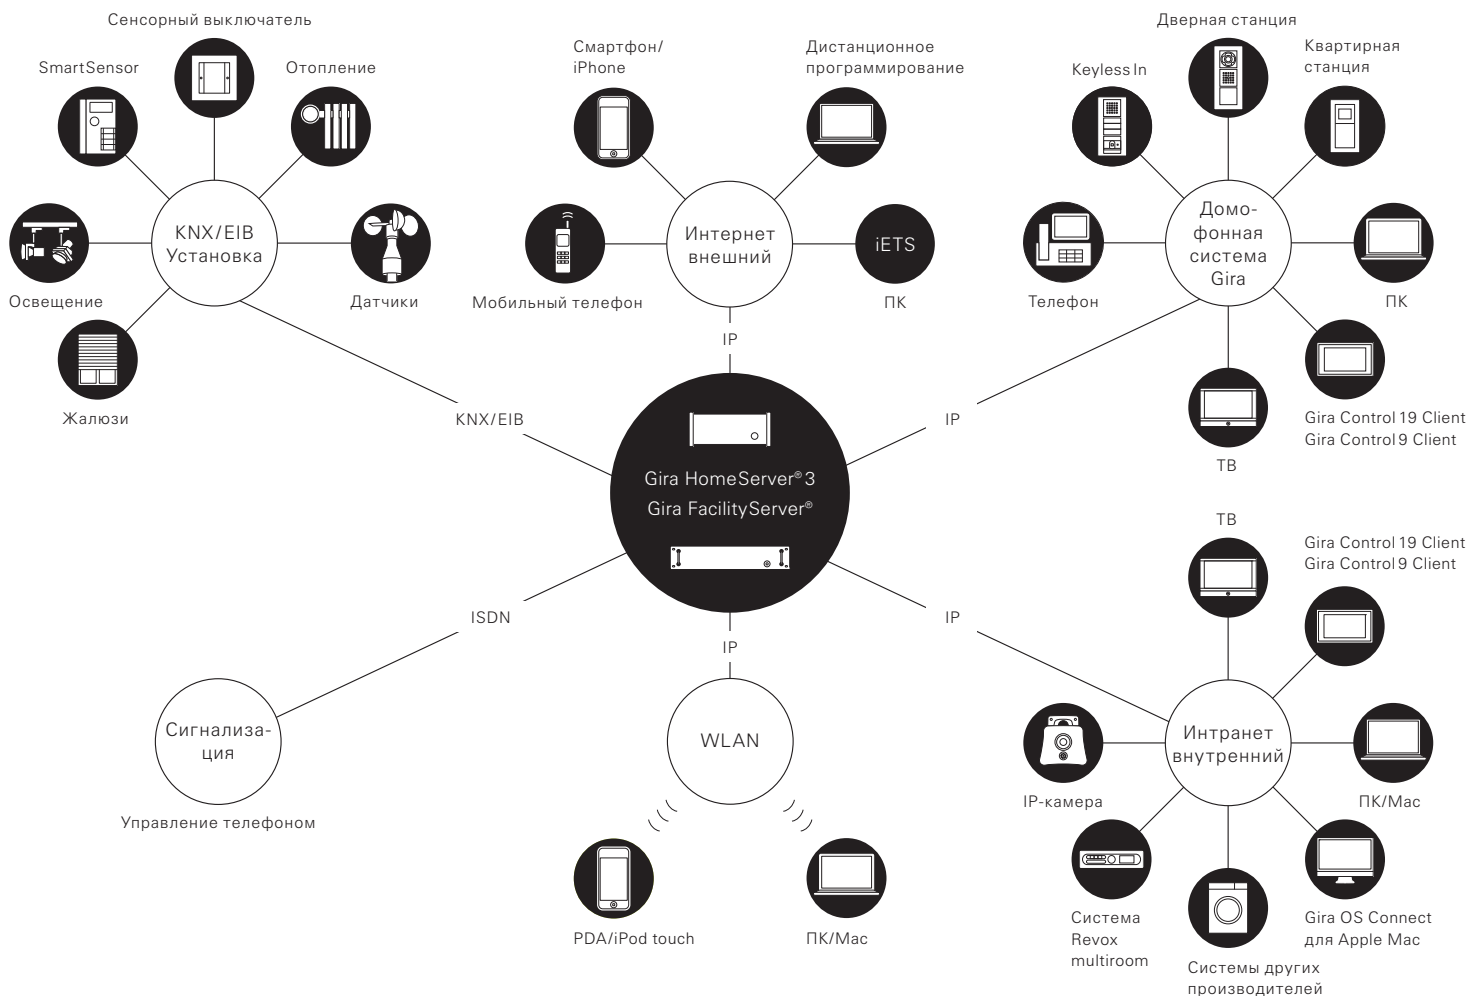 Сенсорный выключатель
SmartSensor
Отопление
KNX/EIB
Установка
Освещение
Датчики
Жалюзи
Смартфон/
iPhone
Дистанционное
программирование
Интернет
внешний
iETS
Мобильный телефон
ПК
IP
Дверная станция
Keyless In
Квартирная
станция
Домо-
фонная
система
Gira
Телефон
ПК
Gira Control 19 Client
Gira Control 9 Client
ТВ
KNX/EIB
IP
Gira HomeServer® 3
Gira FacilityServer®
ISDN
IP
IP
Сигнализа-
ция
Управление телефоном
WLAN
PDA/iPod touch
ПК/Mac
ТВ
Gira Control 19 Client
Gira Control 9 Client
Интранет
внутренний
IP-камера
ПК/Mac
Система
Revox
multiroom
Системы других
производителей
Gira OS Connect
для Apple Mac